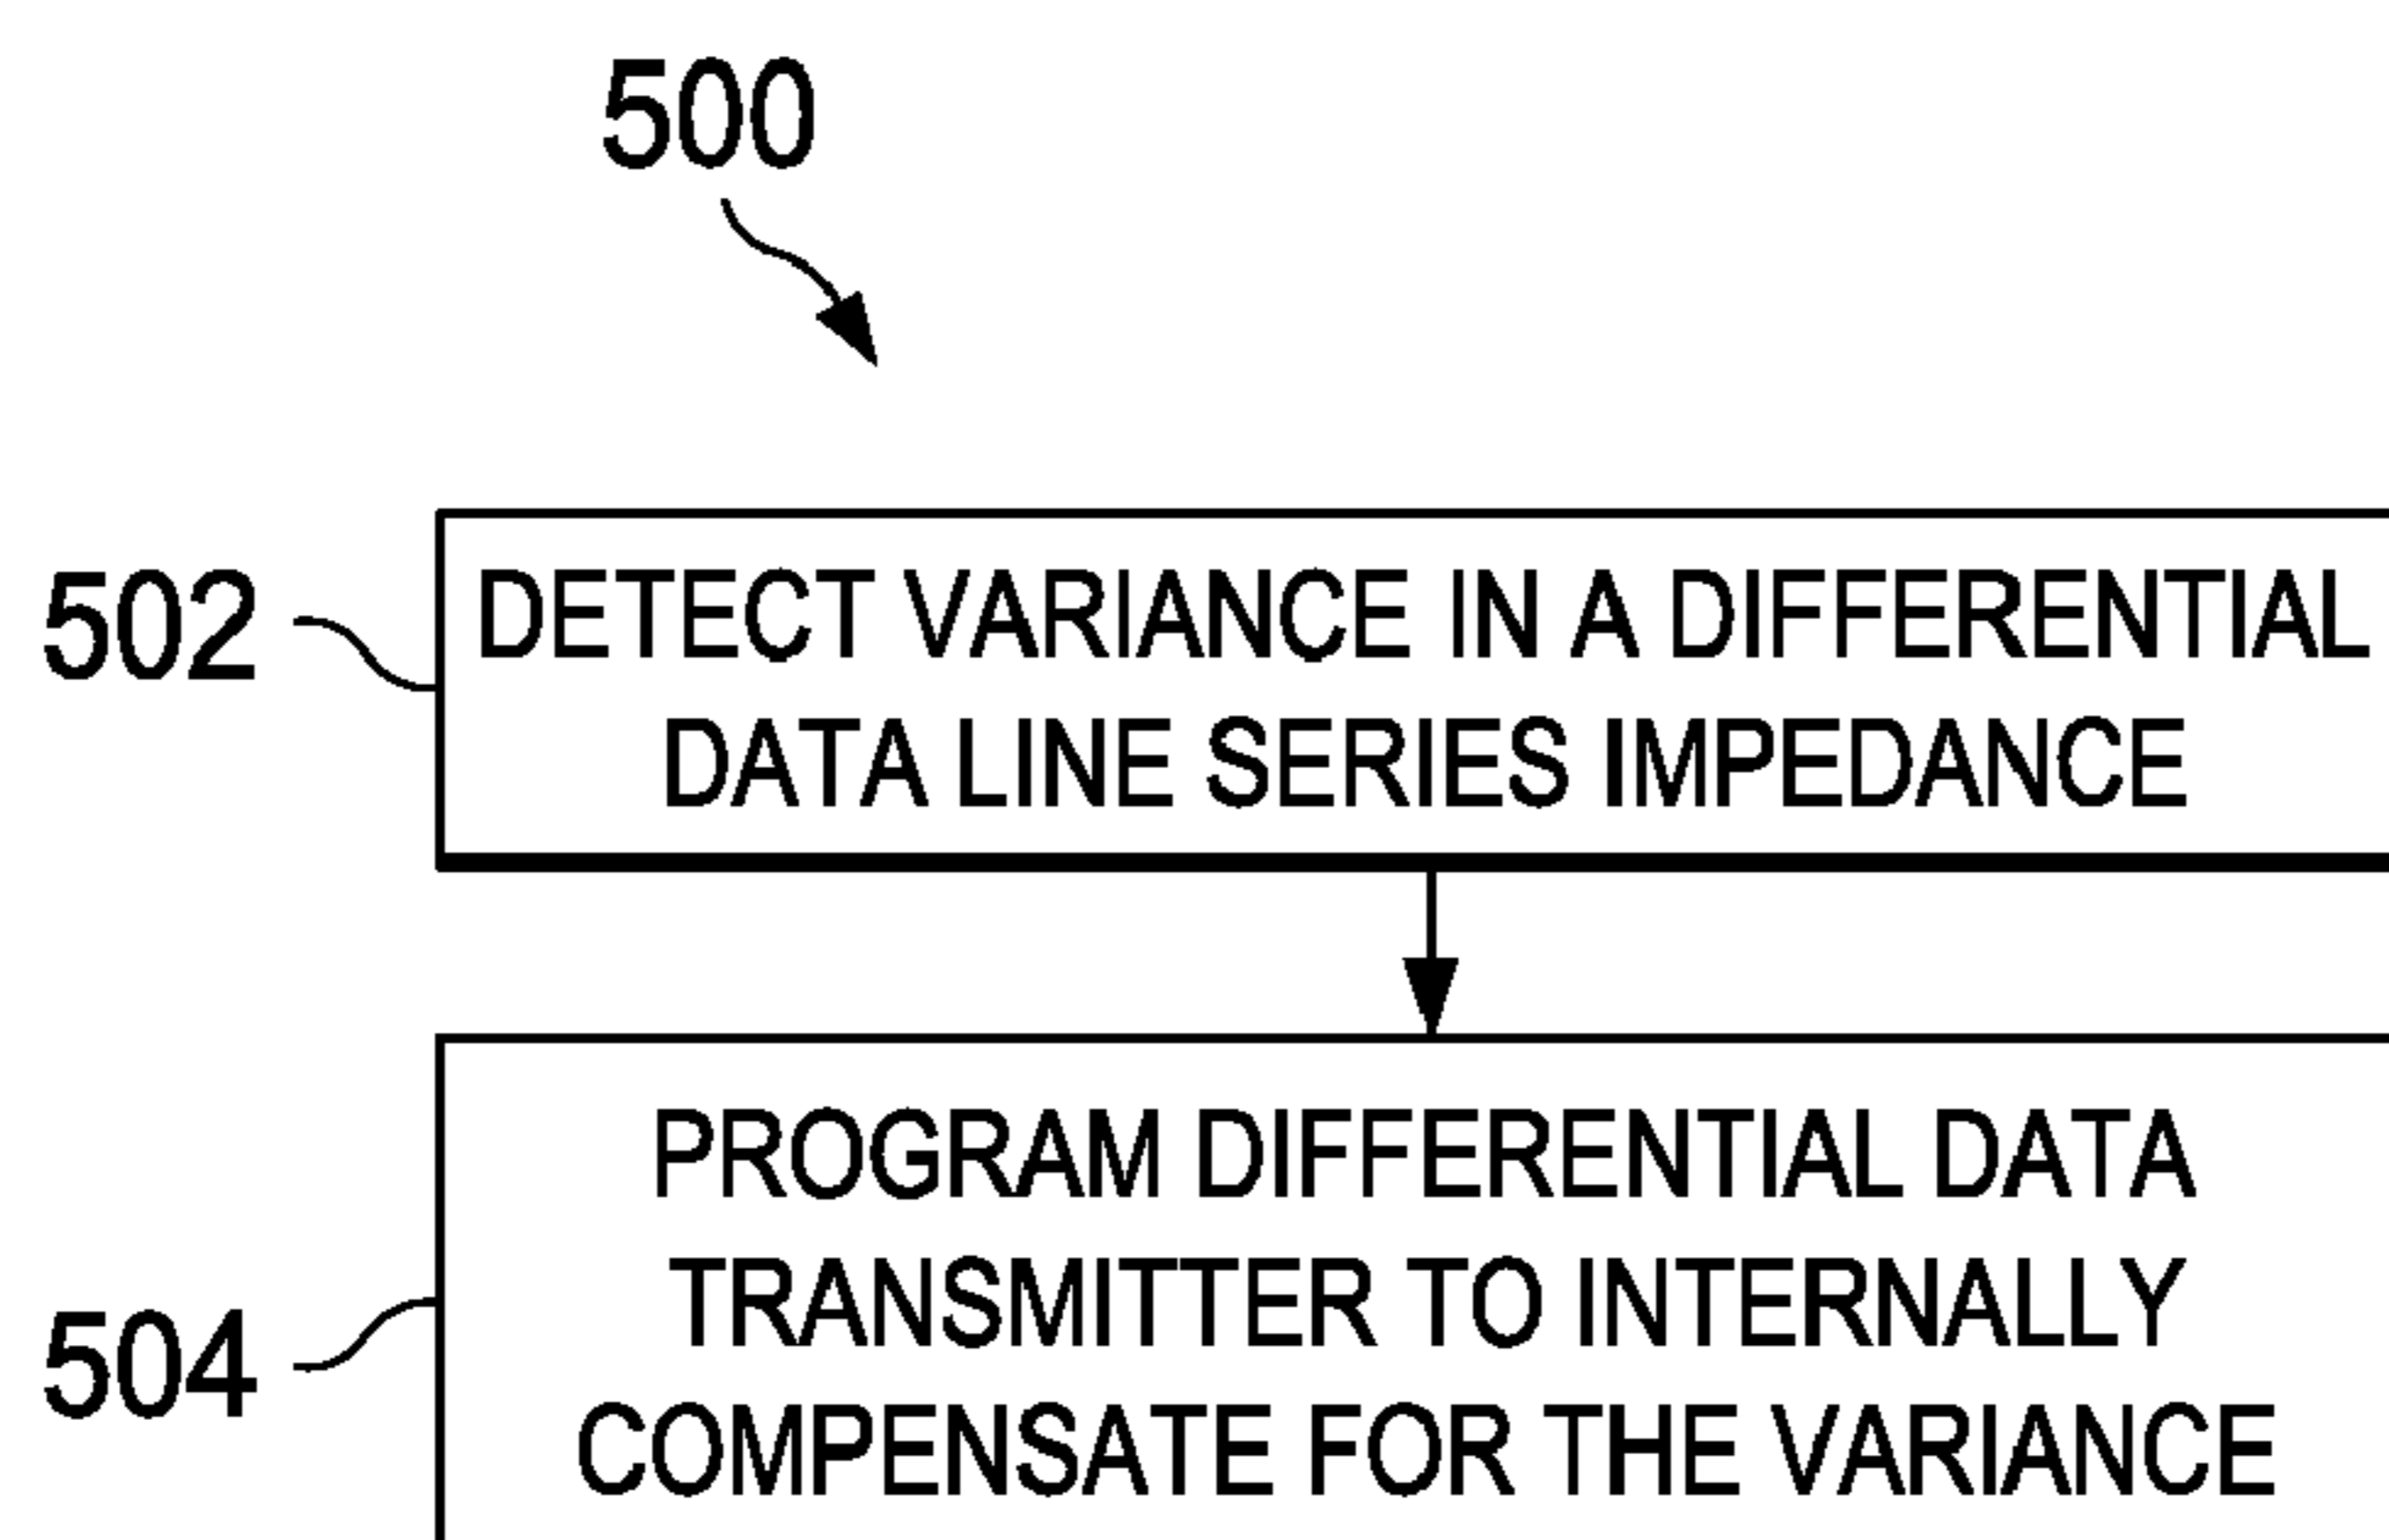 500
502
DETECT VARIANCE IN A DIFFERENTIAL
DATA LINE SERIES IMPEDANCE
504
PROGRAM DIFFERENTIAL DATA
TRANSMITTER TO INTERNALLY
COMPENSATE FOR THE VARIANCE